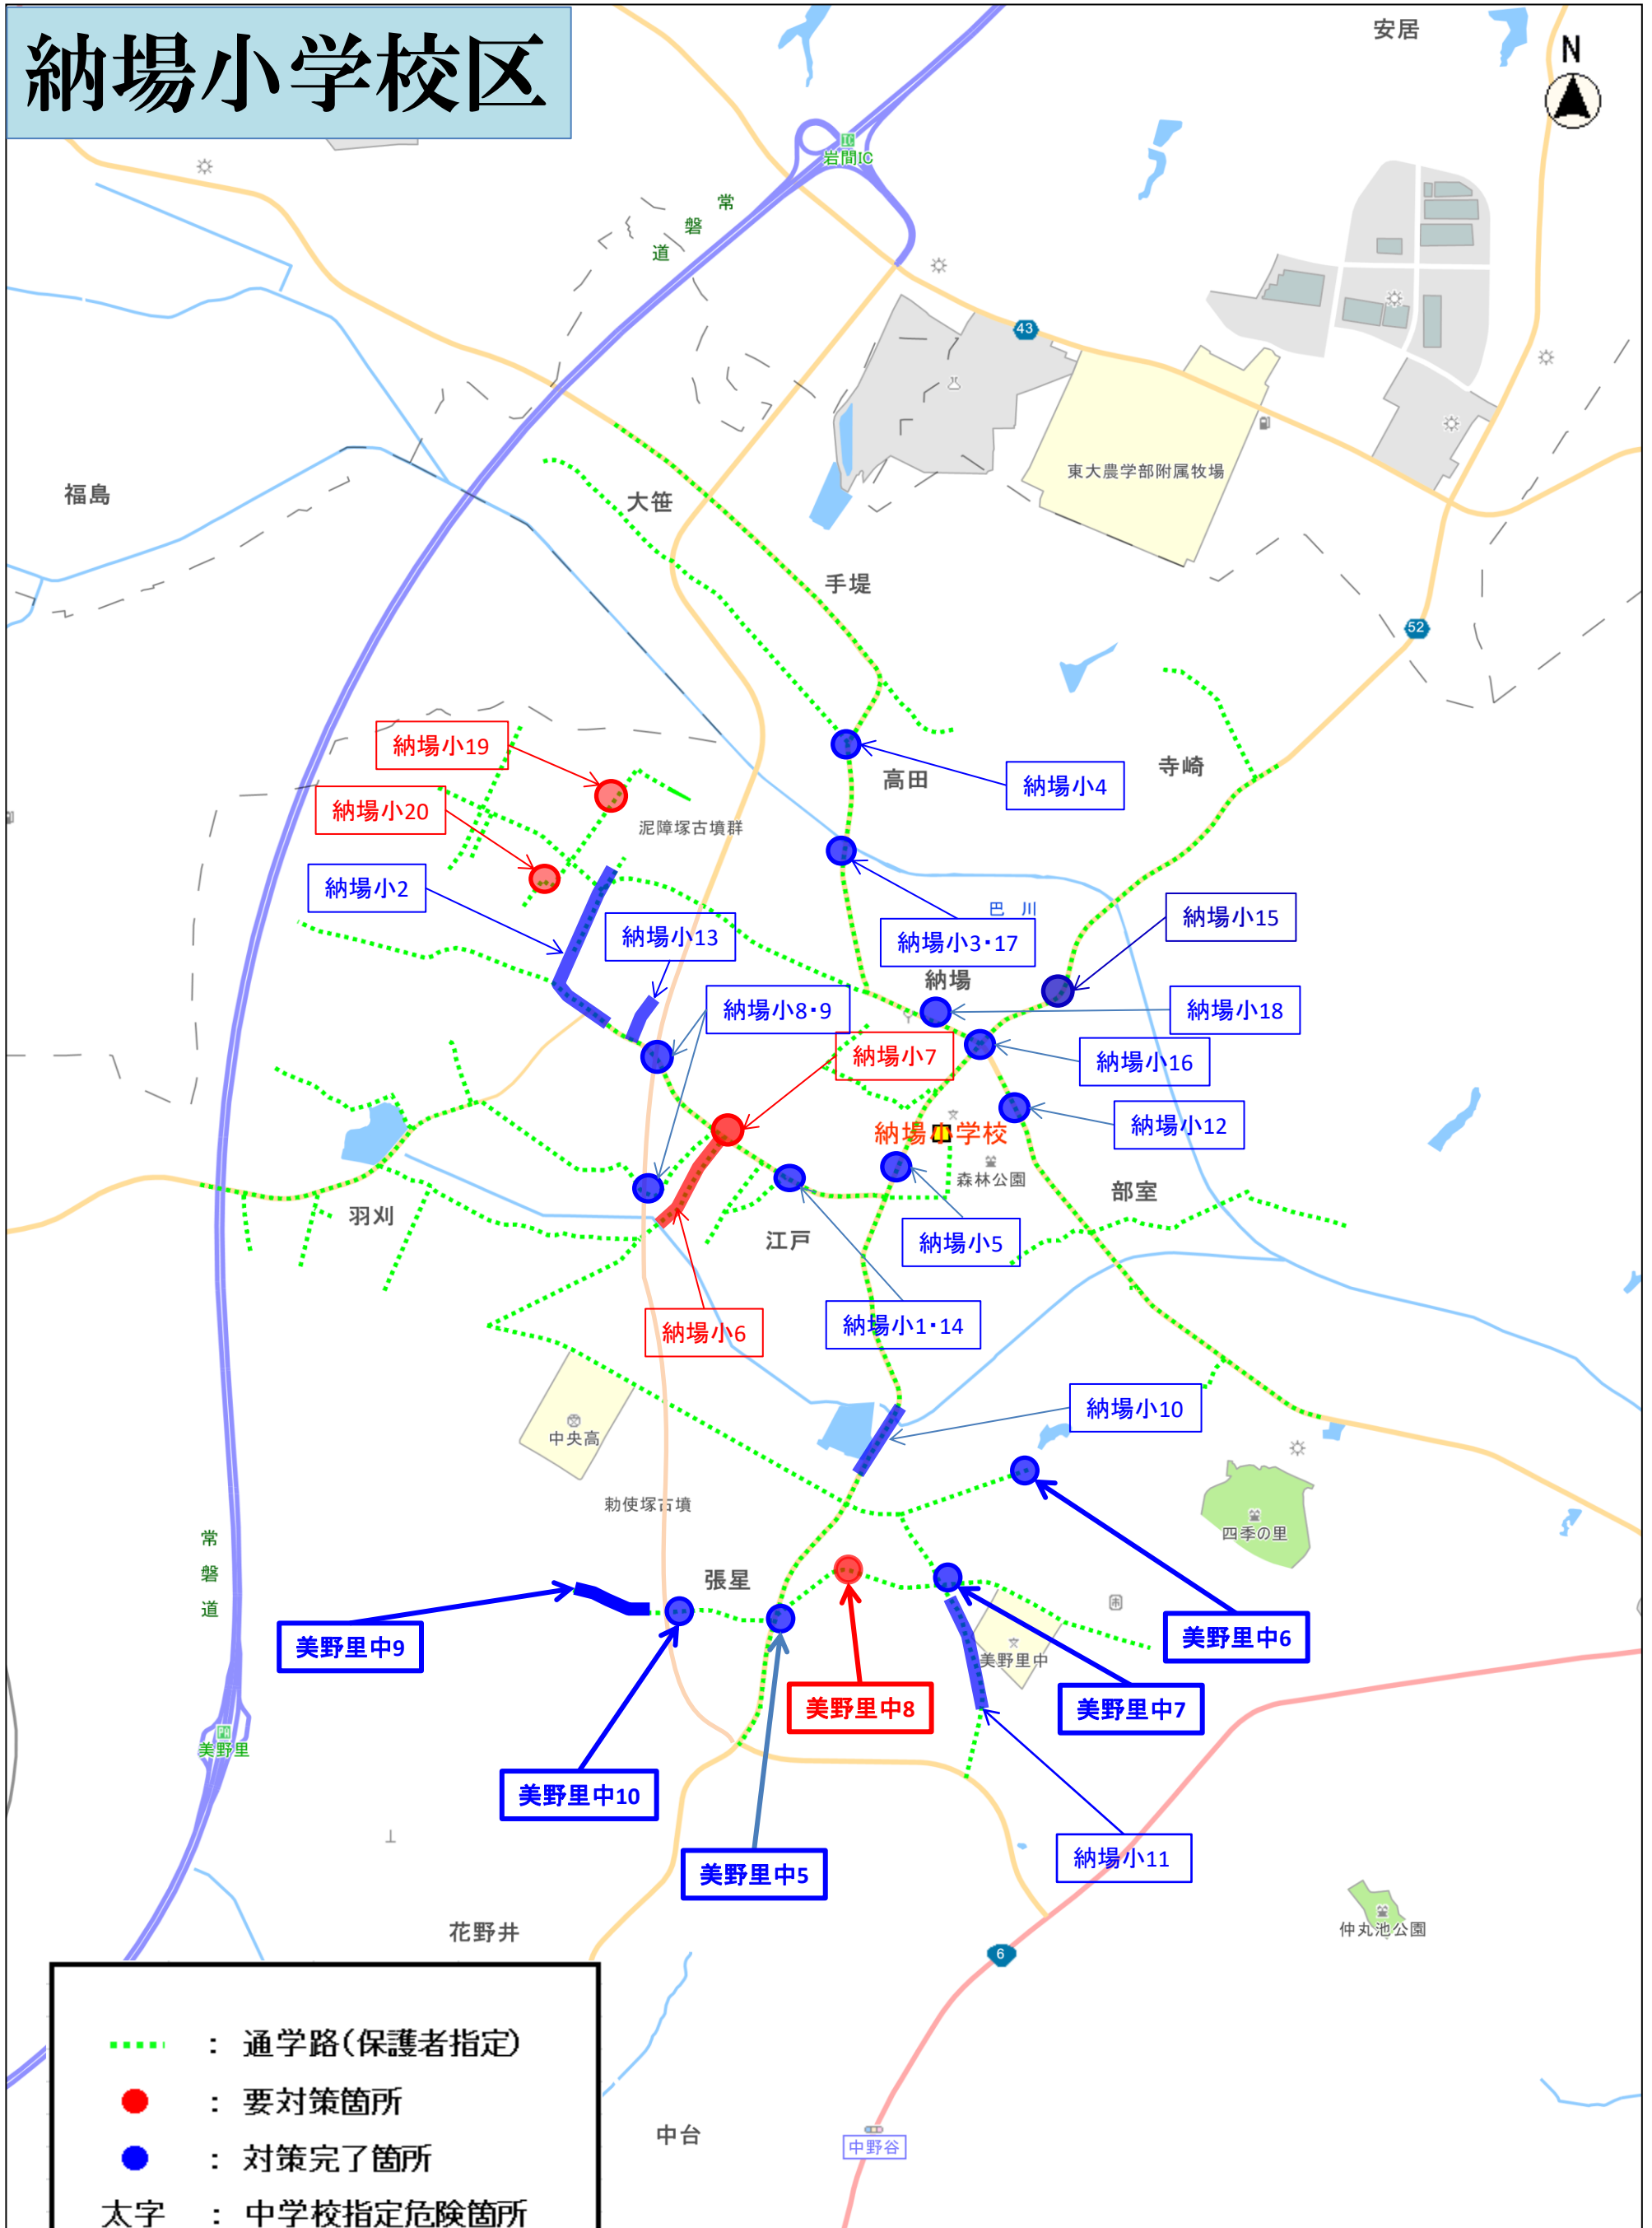 納場小学校区
安居
N
IC
岩間IC
常
磐
道
43
東大農学部附属牧場
福島
大笹
手堤
52
納場小19
高田
寺崎
納場小4
納場小20
泥障塚古墳群
納場小2
巴 川
納場小15
納場小13
納場小3・17
納場
納場小8・9
納場小18
納場小7
納場小16
納場小12
納場小学校
森林公園
部室
羽刈
江戸
納場小5
納場小1・14
納場小6
納場小10
中央高
勅使塚古墳
四季の里
常
磐
道
張星
美野里中9
美野里中6
美野里中
美野里中8
美野里中7
PA
美野里
美野里中10
美野里中5
納場小11
花野井
仲丸池公園
6
: 通学路(保護者指定)
: 要対策箇所
: 対策完了箇所
太字 : 中学校指定危険箇所
中台
中野谷